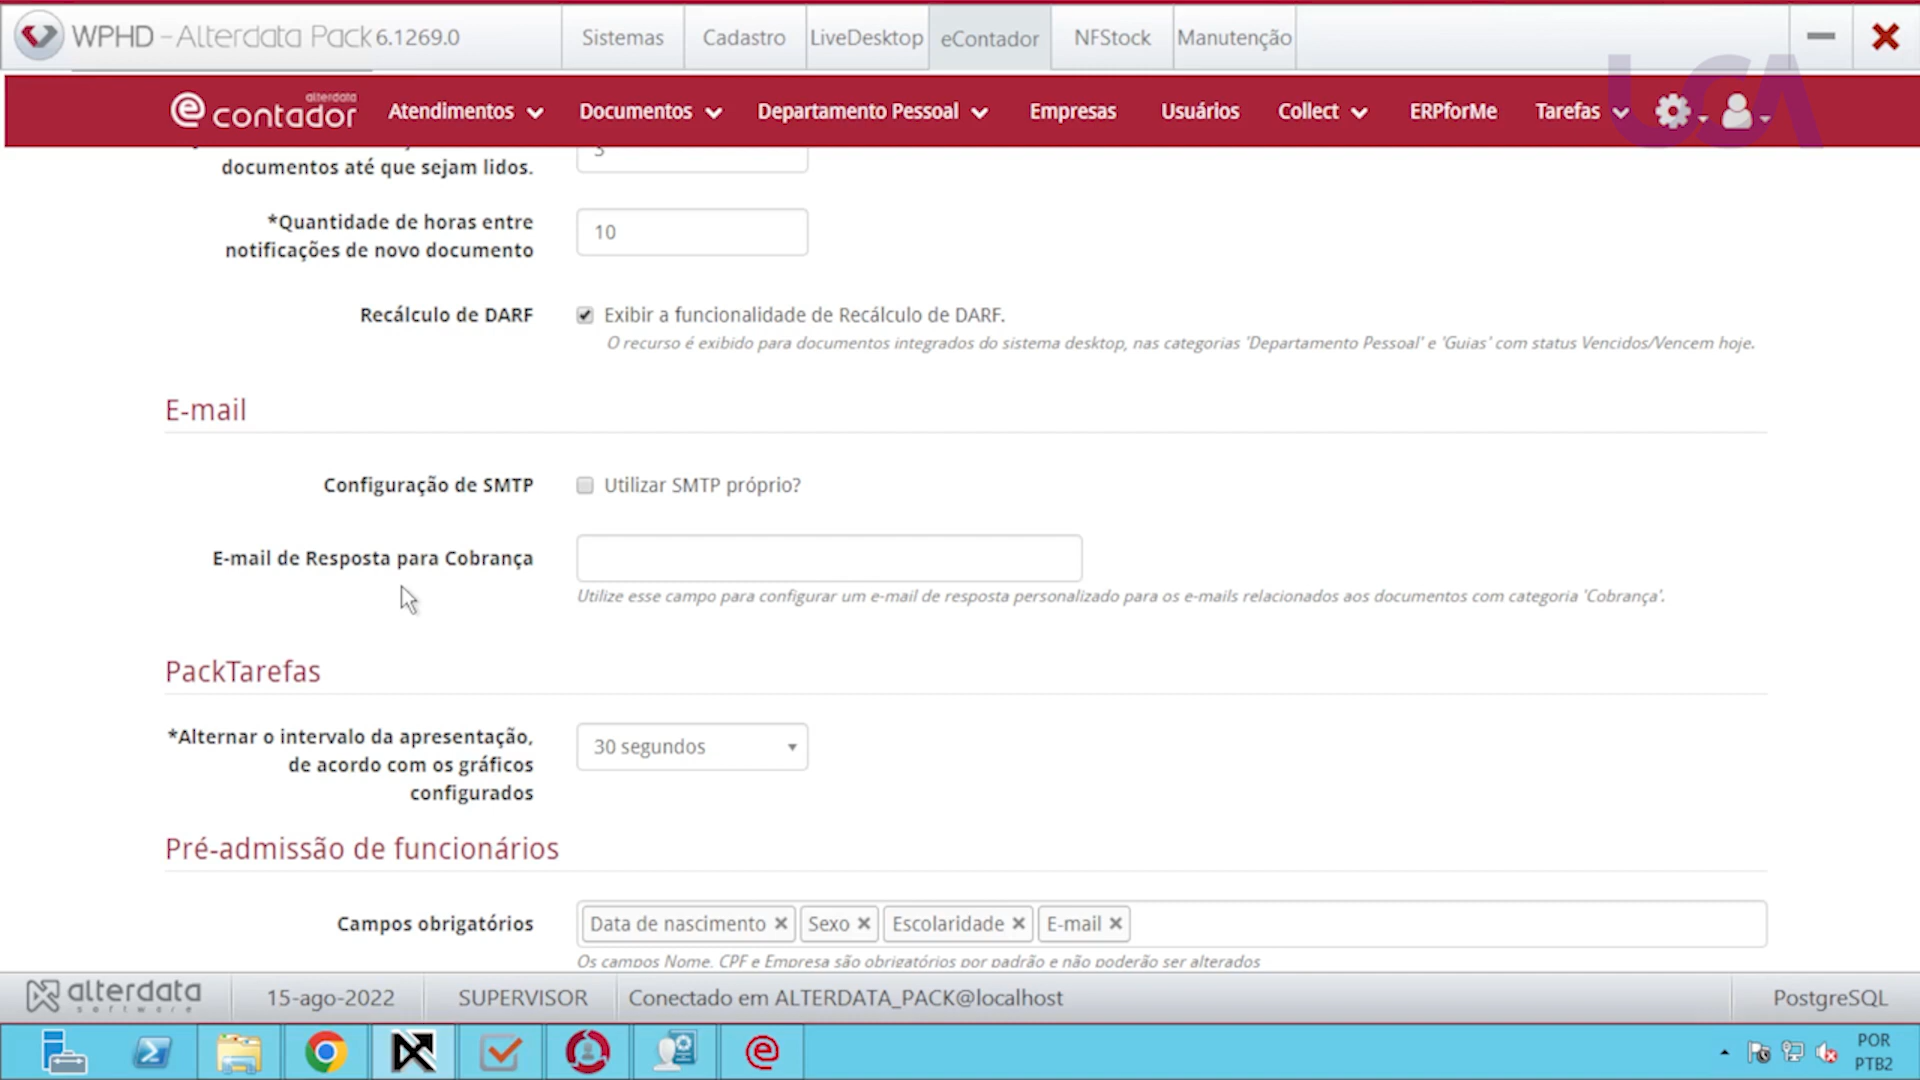 WPHD - Alterdata Pack 6.1269.0
Sistemas
Cadastro
LiveDesktop
eContador
NFStock
Manutenção
UCA
alterdata
e contador
Atendimentos
Documentos
Departamento Pessoal
Empresas
Usuários
Collect
ERPforMe
Tarefas
documentos até que sejam lidos.
3
*Quantidade de horas entre
notificações de novo documento
10
Recálculo de DARF
Exibir a funcionalidade de Recálculo de DARF.
O recurso é exibido para documentos integrados do sistema desktop, nas categorias 'Departamento Pessoal' e 'Guias' com status Vencidos/Vencem hoje.
E-mail
Configuração de SMTP
Utilizar SMTP próprio?
E-mail de Resposta para Cobrança
Utilize esse campo para configurar um e-mail de resposta personalizado para os e-mails relacionados aos documentos com categoria 'Cobrança'.
PackTarefas
*Alternar o intervalo da apresentação,
de acordo com os gráficos
configurados
30 segundos
Pré-admissão de funcionários
Campos obrigatórios
Data de nascimento
Sexo
Escolaridade
E-mail
Os campos Nome, CPF e Empresa são obrigatórios por padrão e não poderão ser alterados
alterdata
software
15-ago-2022
SUPERVISOR
Conectado em ALTERDATA_PACK@localhost
PostgreSQL
POR
PTB2